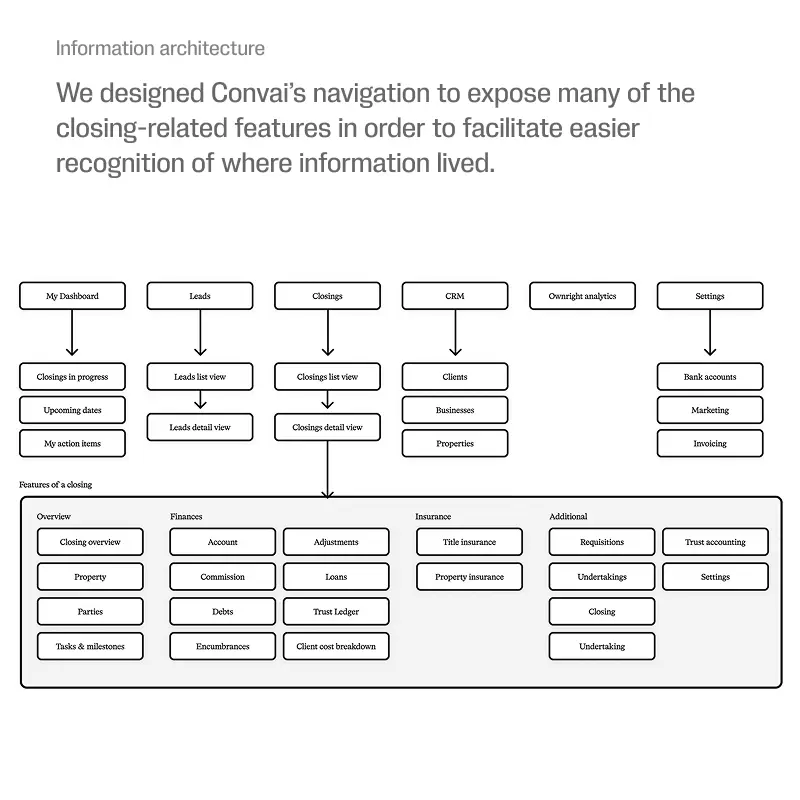 Information architecture
We designed Convai’s navigation to expose many of the
closing-related features in order to facilitate easier
recognition of where information lived.
My Dashboard
Leads
Closings
CRM
Ownright analytics
Settings
Closings in progress
Leads list view
Closings list view
Clients
Bank accounts
Upcoming dates
Leads detail view
Closings detail view
Businesses
Marketing
My action items
Properties
Invoicing
Features of a closing
Overview
Closing overview
Property
Parties
Tasks & milestones
Finances
Account
Adjustments
Commission
Loans
Debts
Trust Ledger
Encumbrances
Client cost breakdown
Insurance
Title insurance
Property insurance
Additional
Requisitions
Trust accounting
Undertakings
Settings
Closing
Undertaking